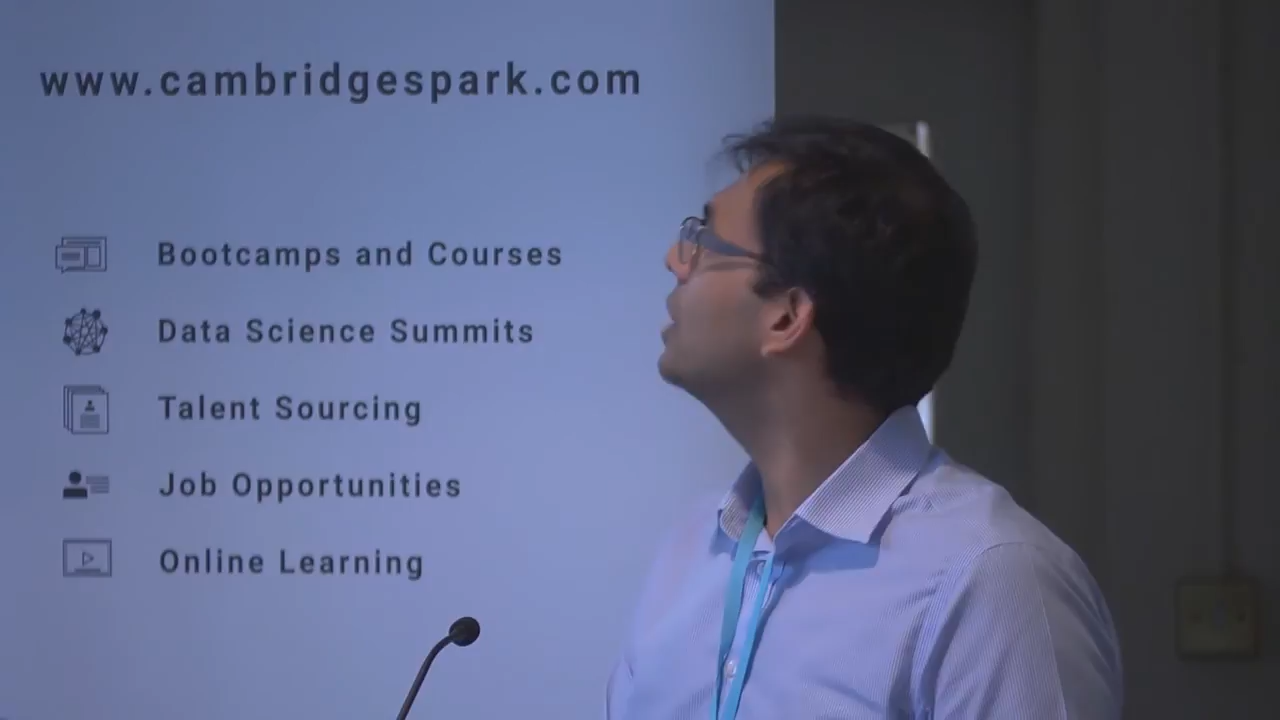 www.cambridgespark.com
Bootcamps and Courses
Data Science Summits
Talent Sourcing
Job Opportunities
Online Learning